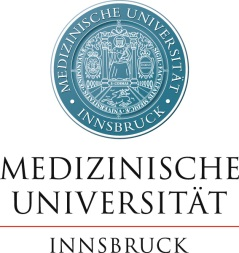 · MEDIZINISCHE UNIVERSITÄT ·
INNSBRUCK
MEDIZINISCHE
UNIVERSITÄT
INNSBRUCK